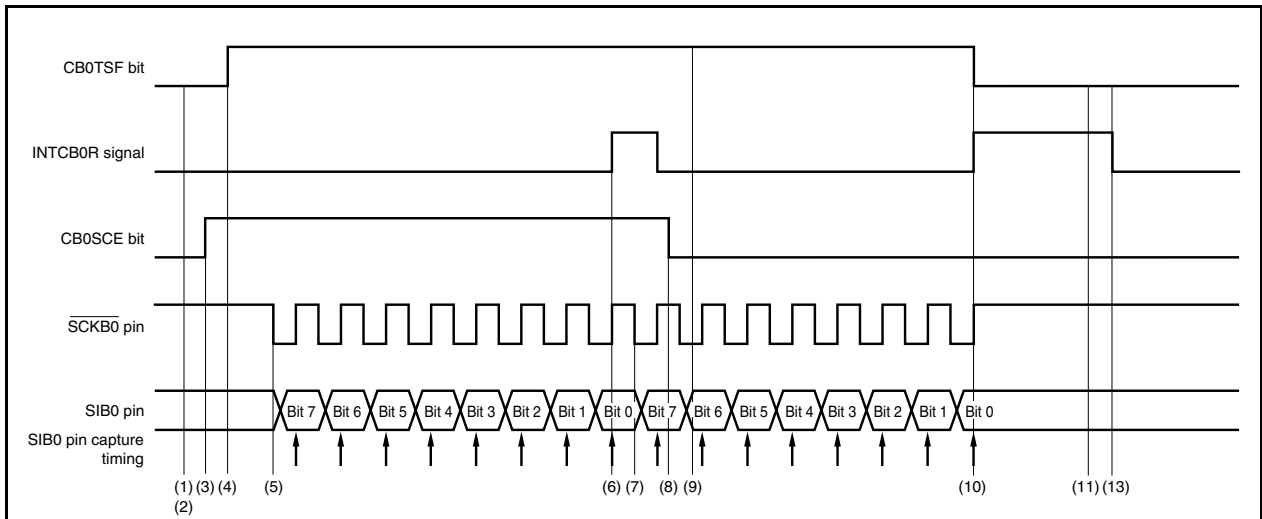 CB0TSF bit
INTCB0R signal
CB0SCE bit
SCKB0 pin
SIB0 pin
Bit 7 Bit 6 Bit 5 Bit 4 Bit 3 Bit 2 Bit 1 Bit 0 Bit 7 Bit 6 Bit 5 Bit 4 Bit 3 Bit 2 Bit 1 Bit 0
SIB0 pin capture
timing
(1) (3) (4) (5) (6) (7) (8) (9) (10) (11) (13)
(2)